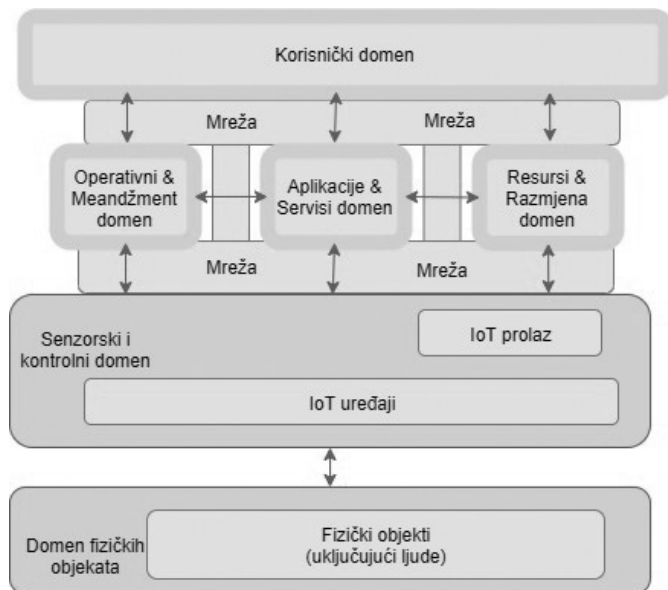 Korisnički domen
Mreža
Mreža
Operativni &
Meandžment
domen
Aplikacije &
Servisi domen
Resursi &
Razmjena
domen
Mreža
Mreža
Senzorski i
kontrolni domen
IoT prolaz
IoT uređaji
Domen fizičkih
objekata
Fizički objekti
(uključujući ljude)